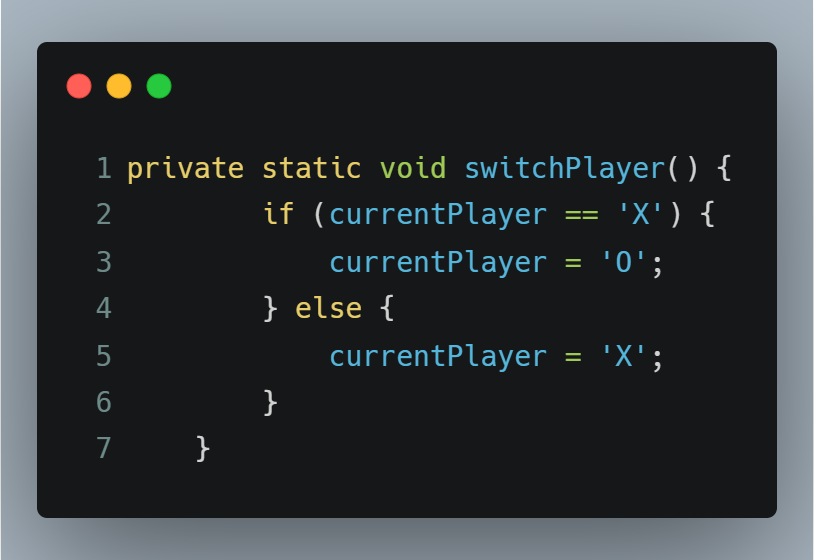 1 private static void switchPlayer() {
2         if (currentPlayer == 'X') {
3             currentPlayer = 'O';
4         } else {
5             currentPlayer = 'X';
6         }
7     }